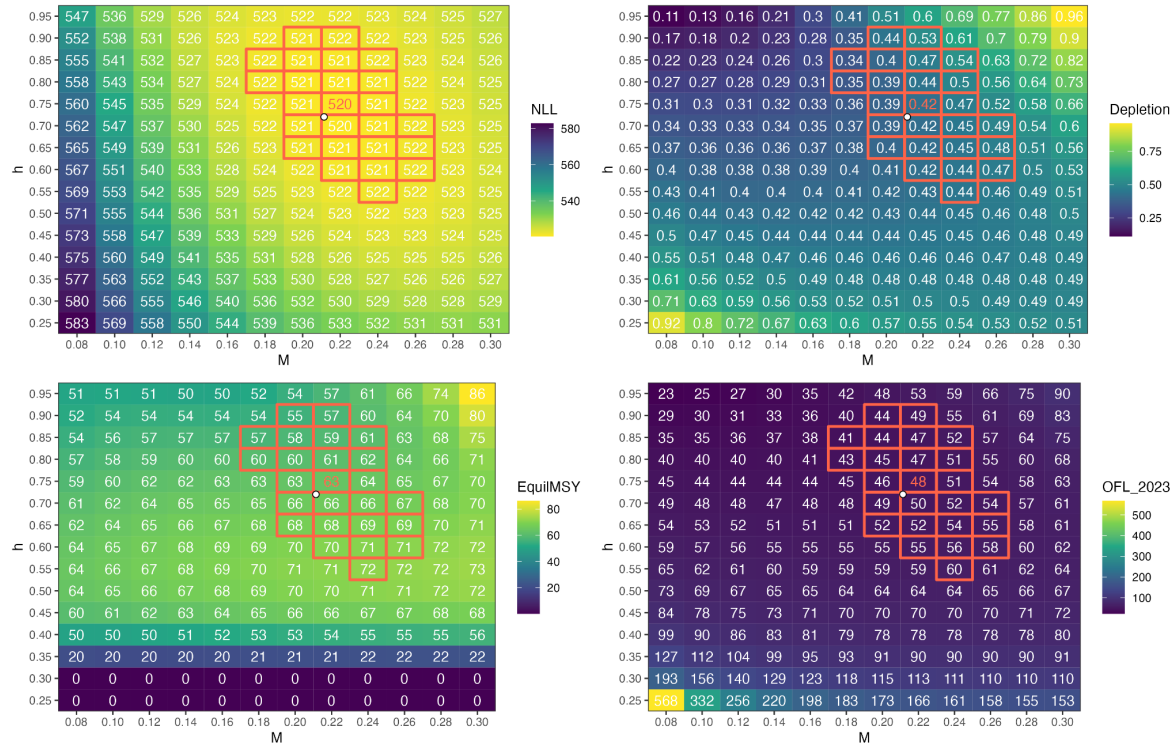 0.95 547 536 529 526 524 523 522 522 523 524 525 527
0.90 552 538 531 526 523 522 521 522 522 523 525 526
0.85 555 541 532 527 523 522 521 521 522 523 524 526
0.80 558 543 534 527 524 522 521 521 522 523 524 525
0.75 560 545 535 529 524 522 521 520 521 522 523 525
0.70 562 547 537 530 525 522 521 520 521 522 523 525
0.65 565 549 539 531 526 523 521 521 521 522 523 525
0.60 567 551 540 533 528 524 522 521 521 522 523 524
0.55 569 553 542 535 529 525 523 522 522 523 523 524
0.50 571 555 544 536 531 527 524 523 522 523 523 525
0.45 573 558 547 539 533 529 526 524 523 523 524 525
0.40 575 560 549 541 535 531 528 526 525 525 525 526
0.35 577 563 552 543 537 533 530 528 527 526 526 527
0.30 580 566 555 546 540 536 532 530 529 528 528 528
0.25 583 569 558 550 544 539 536 534 533 532 531 531
0.08 0.10 0.12 0.14 0.16 0.18 0.20 0.22 0.24 0.26 0.28 0.30
M
h
NLL
580
560
540
0.95 0.11 0.13 0.16 0.21 0.3 0.41 0.51 0.6 0.69 0.77 0.86 0.96
0.90 0.17 0.18 0.2 0.23 0.28 0.35 0.44 0.53 0.61 0.7 0.79 0.9
0.85 0.22 0.23 0.24 0.26 0.3 0.34 0.4 0.47 0.54 0.63 0.72 0.82
0.80 0.27 0.27 0.28 0.29 0.31 0.35 0.39 0.44 0.5 0.56 0.64 0.73
0.75 0.31 0.3 0.31 0.32 0.33 0.36 0.39 0.42 0.47 0.52 0.58 0.66
0.70 0.34 0.33 0.33 0.34 0.35 0.37 0.39 0.42 0.45 0.49 0.54 0.6
0.65 0.37 0.36 0.36 0.36 0.37 0.38 0.4 0.42 0.45 0.48 0.51 0.56
0.60 0.4 0.38 0.38 0.38 0.39 0.39 0.41 0.42 0.44 0.47 0.5 0.53
0.55 0.43 0.41 0.4 0.4 0.4 0.41 0.42 0.43 0.44 0.46 0.49 0.51
0.50 0.46 0.44 0.43 0.42 0.42 0.42 0.43 0.44 0.45 0.46 0.48 0.5
0.45 0.5 0.47 0.45 0.44 0.44 0.44 0.44 0.45 0.45 0.46 0.48 0.49
0.40 0.55 0.51 0.48 0.47 0.46 0.46 0.46 0.46 0.46 0.47 0.48 0.49
0.35 0.61 0.56 0.52 0.5 0.49 0.48 0.48 0.48 0.48 0.48 0.48 0.49
0.30 0.71 0.63 0.59 0.56 0.53 0.52 0.51 0.5 0.5 0.49 0.49 0.49
0.25 0.92 0.8 0.72 0.67 0.63 0.6 0.57 0.55 0.54 0.53 0.52 0.51
0.08 0.10 0.12 0.14 0.16 0.18 0.20 0.22 0.24 0.26 0.28 0.30
M
h
Depletion
0.75
0.50
0.25
0.95 51 51 51 50 50 52 54 57 61 66 74 86
0.90 52 54 54 54 54 54 55 57 60 64 70 80
0.85 54 56 57 57 57 57 58 59 61 63 68 75
0.80 57 58 59 60 60 60 60 61 62 64 66 71
0.75 59 60 62 62 62 63 63 63 64 65 67 70
0.70 61 62 64 64 65 65 66 66 66 67 68 70
0.65 62 64 65 66 67 68 68 68 69 69 70 71
0.60 64 65 67 68 69 69 70 70 71 71 72 72
0.55 64 66 67 68 69 70 71 71 72 72 73 73
0.50 64 65 66 67 68 69 70 70 71 71 72 72
0.45 60 61 62 63 64 65 66 66 67 67 68 68
0.40 50 50 50 51 52 53 53 54 55 55 55 56
0.35 20 20 20 20 20 21 21 21 22 22 22 22
0.30 0 0 0 0 0 0 0 0 0 0 0 0
0.25 0 0 0 0 0 0 0 0 0 0 0 0
0.08 0.10 0.12 0.14 0.16 0.18 0.20 0.22 0.24 0.26 0.28 0.30
M
h
EquilMSY
80
60
40
20
0.95 23 25 27 30 35 42 48 53 59 66 75 90
0.90 29 30 31 33 36 40 44 49 55 61 69 83
0.85 35 35 36 37 38 41 44 47 52 57 64 75
0.80 40 40 40 41 41 43 45 47 51 55 60 68
0.75 45 44 44 44 44 45 46 48 51 54 58 63
0.70 49 48 48 47 48 48 49 50 52 54 57 61
0.65 54 53 52 51 51 51 52 52 54 55 58 61
0.60 59 57 56 55 55 55 55 55 56 58 60 62
0.55 65 62 61 60 59 59 59 59 60 61 62 64
0.50 73 69 67 65 65 64 64 64 64 65 66 67
0.45 84 78 75 73 71 70 70 70 70 70 71 72
0.40 99 90 86 83 81 79 78 78 78 78 78 80
0.35 127 112 104 99 95 93 91 90 90 90 90 91
0.30 193 156 140 129 123 118 115 113 111 110 110 110
0.25 568 332 256 220 198 183 173 166 161 158 155 153
0.08 0.10 0.12 0.14 0.16 0.18 0.20 0.22 0.24 0.26 0.28 0.30
M
h
OFL_2023
500
400
300
200
100